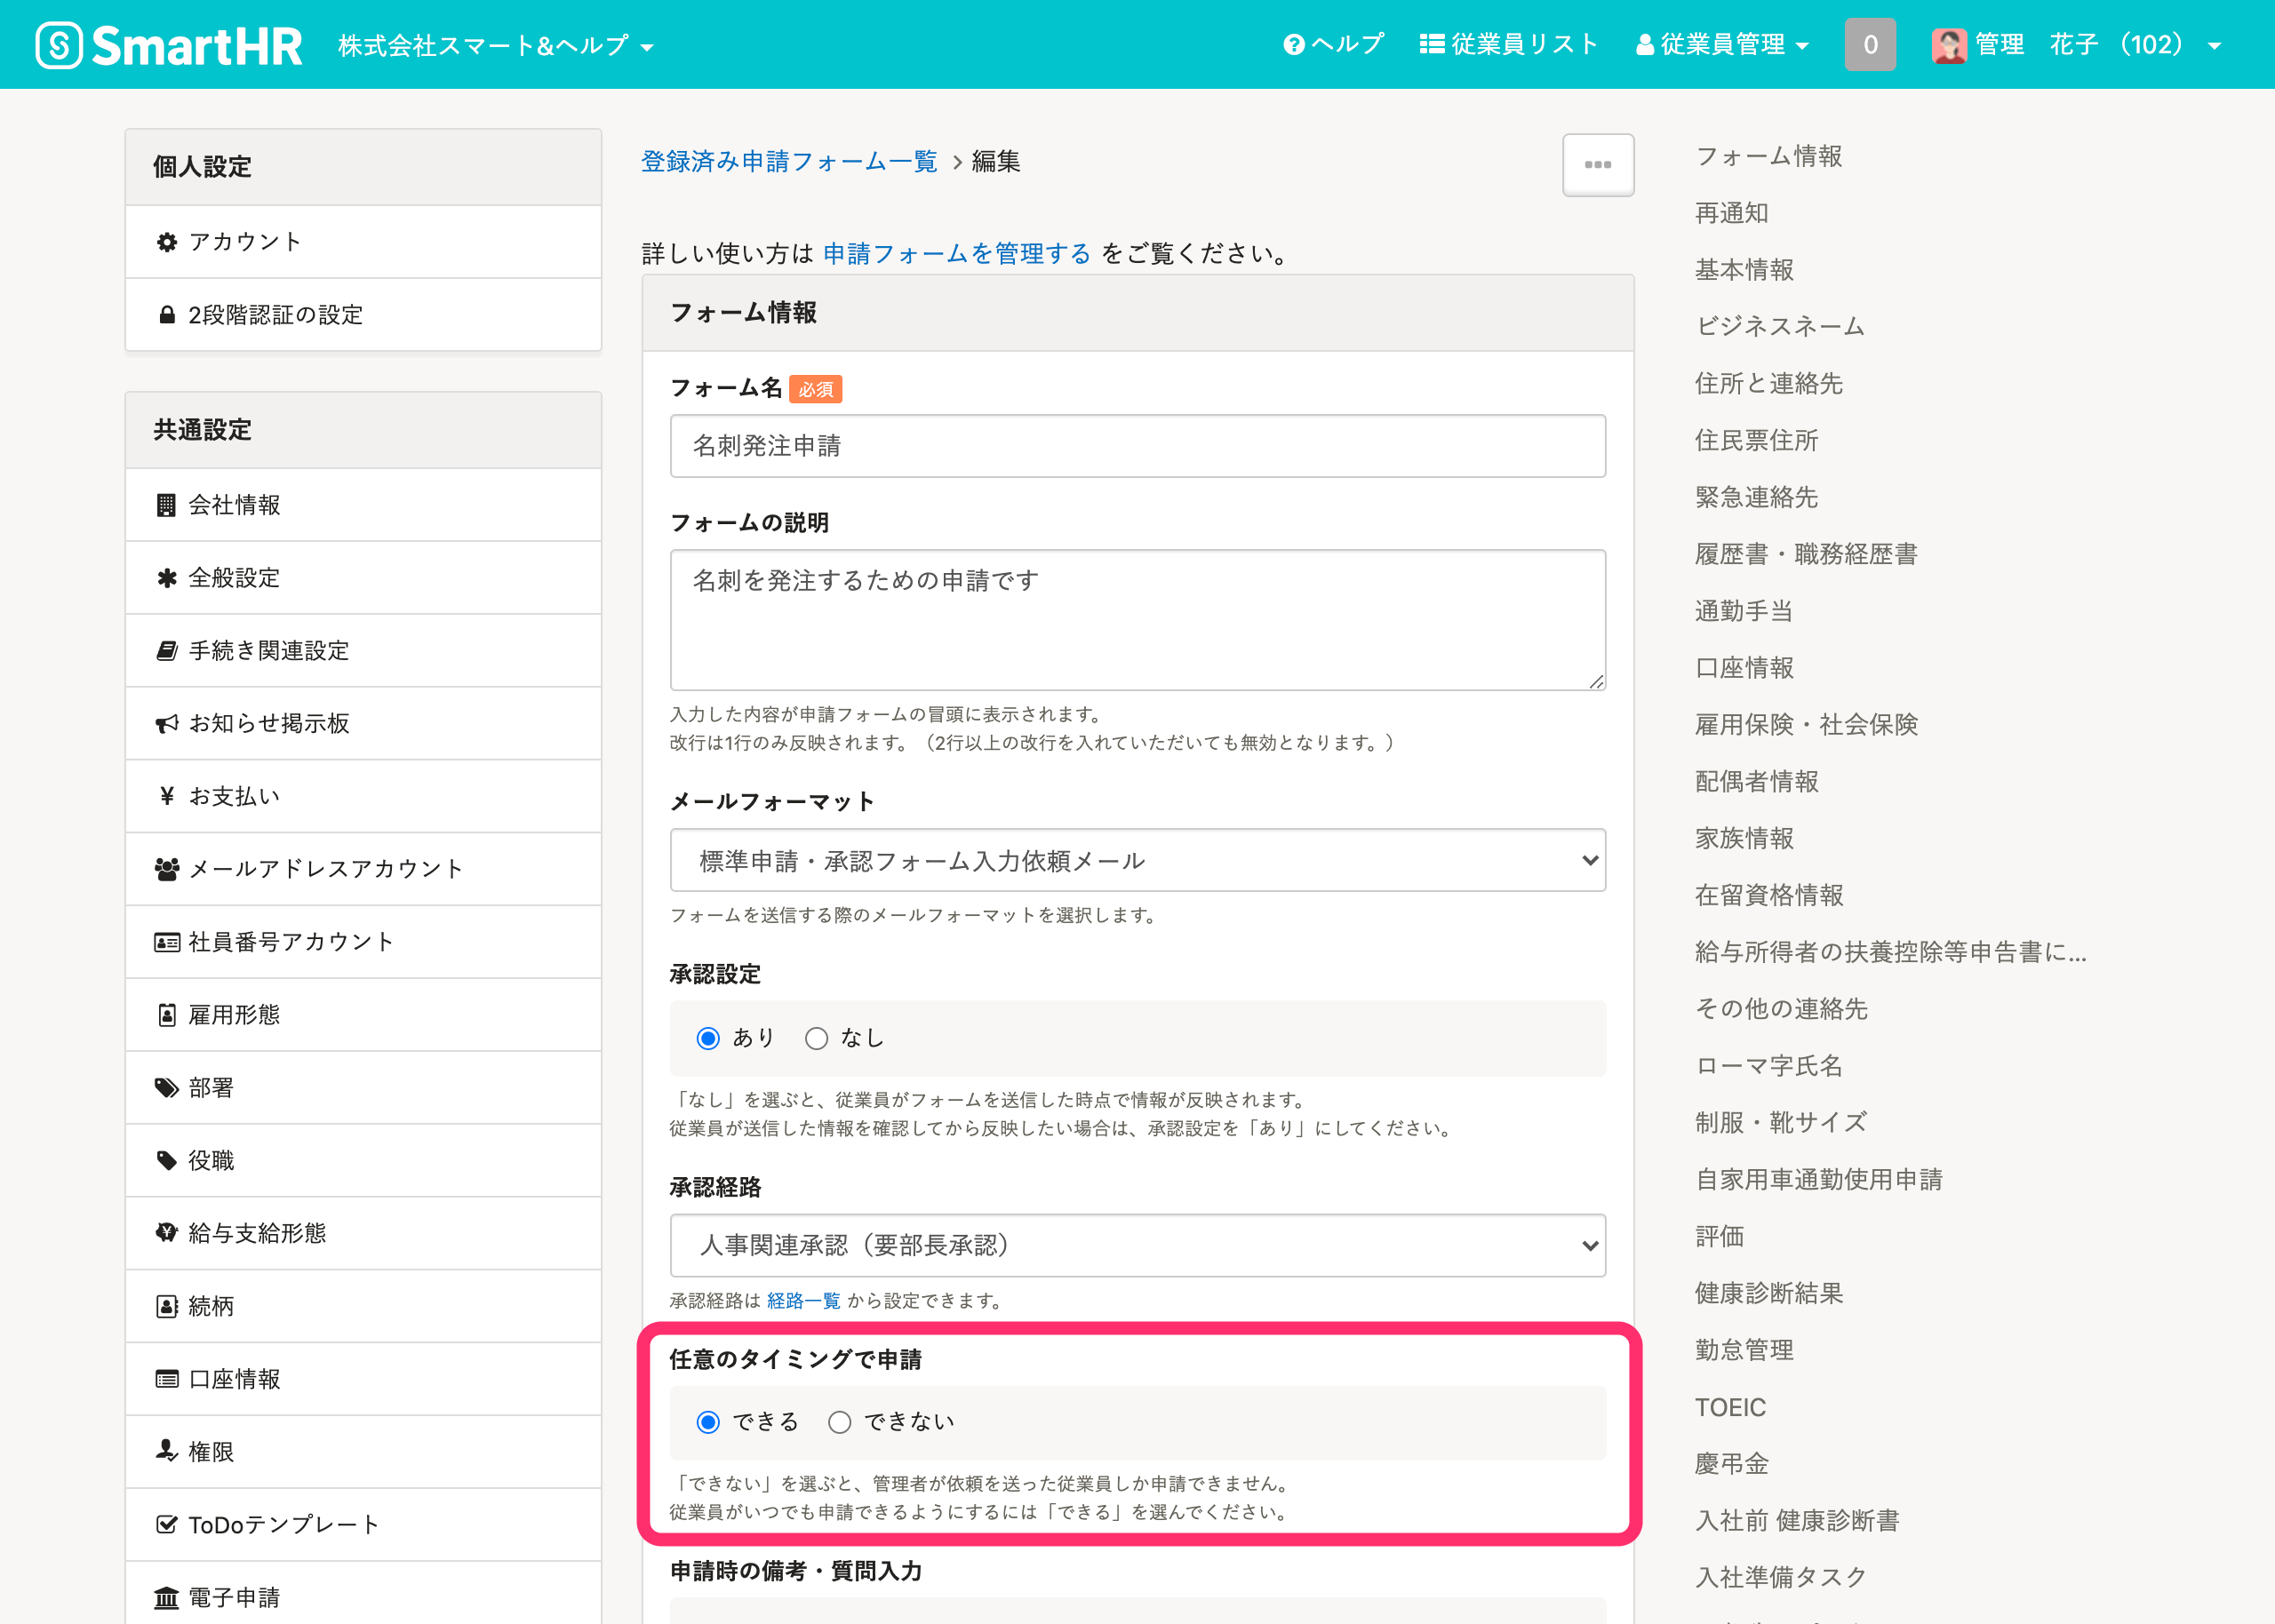 SmartHR 株式会社スマート&ヘルプ ヘルプ 従業員リスト 従業員管理 0 管理 花子 （102）
個人設定
アカウント
2段階認証の設定
共通設定
会社情報
全般設定
手続き関連設定
お知らせ掲示板
¥ お支払い
メールアドレスアカウント
社員番号アカウント
雇用形態
部署
役職
給与支給形態
続柄
口座情報
権限
ToDoテンプレート
電子申請
登録済み申請フォーム一覧 › 編集
詳しい使い方は 申請フォームを管理する をご覧ください。
フォーム情報
フォーム名 必須
名刺発注申請
フォームの説明
名刺を発注するための申請です
入力した内容が申請フォームの冒頭に表示されます。
改行は1行のみ反映されます。（2行以上の改行を入れていただいても無効となります。）
メールフォーマット
標準申請・承認フォーム入力依頼メール
フォームを送信する際のメールフォーマットを選択します。
承認設定
あり なし
「なし」を選ぶと、従業員がフォームを送信した時点で情報が反映されます。
従業員が送信した情報を確認してから反映したい場合は、承認設定を「あり」にしてください。
承認経路
人事関連承認（要部長承認）
承認経路は 経路一覧 から設定できます。
任意のタイミングで申請
できる できない
「できない」を選ぶと、管理者が依頼を送った従業員しか申請できません。
従業員がいつでも申請できるようにするには「できる」を選んでください。
申請時の備考・質問入力
フォーム情報
再通知
基本情報
ビジネスネーム
住所と連絡先
住民票住所
緊急連絡先
履歴書・職務経歴書
通勤手当
口座情報
雇用保険・社会保険
配偶者情報
家族情報
在留資格情報
給与所得者の扶養控除等申告書に...
その他の連絡先
ローマ字氏名
制服・靴サイズ
自家用車通勤使用申請
評価
健康診断結果
勤怠管理
TOEIC
慶弔金
入社前 健康診断書
入社準備タスク